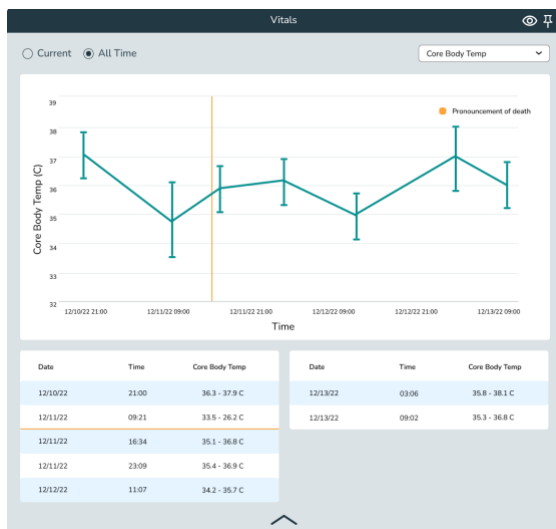 Vitals
Current
All Time
Core Body Temp
39
Pronouncement of death
38
37
36
35
34
33
32
Core Body Temp (C)
12/10/22 21:00 12/11/22 09:00 12/11/22 21:00 12/12/22 09:00 12/12/22 21:00 12/13/22 09:00
Time
Date Time Core Body Temp
12/10/22 21:00 36.3 - 37.9 C
12/11/22 09:21 33.5 - 26.2 C
12/11/22 16:34 35.1 - 36.8 C
12/11/22 23:09 35.4 - 36.9 C
12/12/22 11:07 34.2 - 35.7 C
Date Time Core Body Temp
12/13/22 03:06 35.8 - 38.1 C
12/13/22 09:02 35.3 - 36.8 C